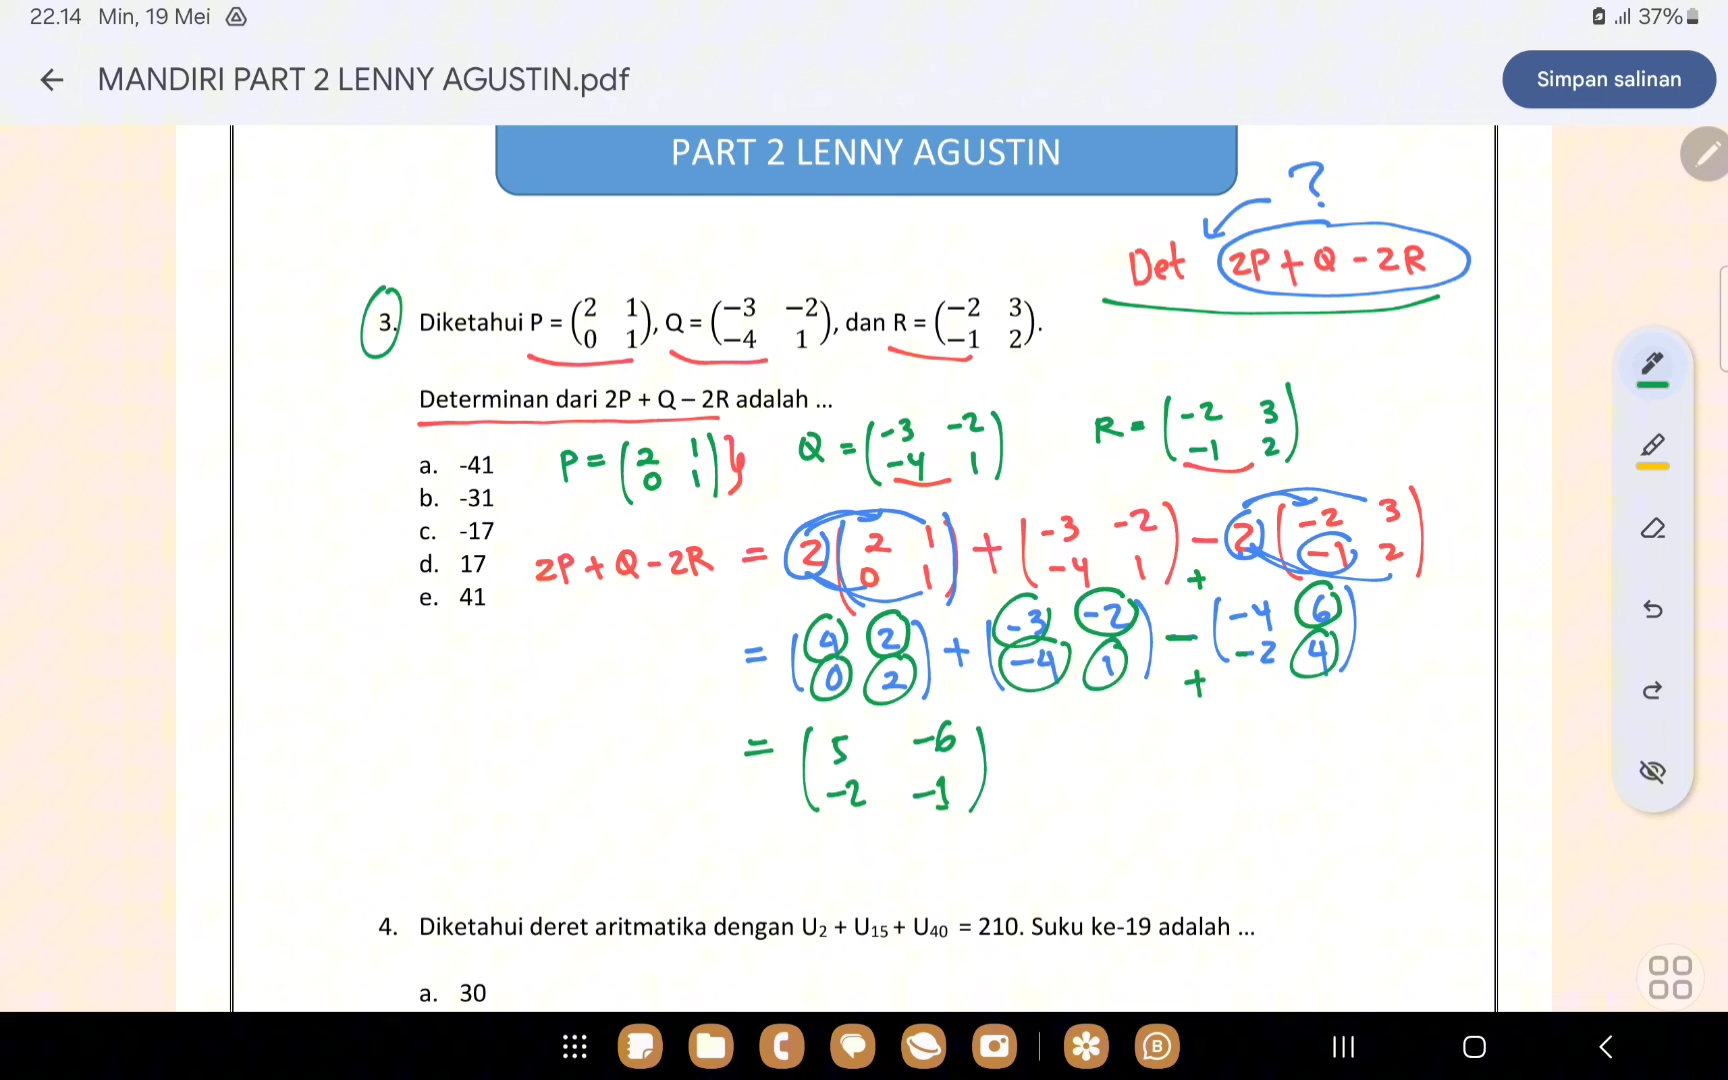 22.14 Min, 19 Mei 37%
MANDIRI PART 2 LENNY AGUSTIN.pdf
Simpan salinan
PART 2 LENNY AGUSTIN
?
Det 2P + Q - 2R
3. Diketahui P = (2 1 0 1), Q = (−3 −2 −4 1), dan R = (−2 3 −1 2).
Determinan dari 2P + Q – 2R adalah ...
a. -41
b. -31
c. -17
d. 17
e. 41
P = (2 1 0 1) Q = (-3 -2 -4 1) R = (-2 3 -1 2)
2P + Q - 2R = 2 (2 1 0 1) + (-3 -2 -4 1) - 2 (-2 3 -1 2)
= (4 2 0 2) + (-3 -2 -4 1) - (-4 6 -2 4)
+
+
= (5 -6 -2 -1)
4. Diketahui deret aritmatika dengan U2 + U15 + U40 = 210. Suku ke-19 adalah ...
a. 30